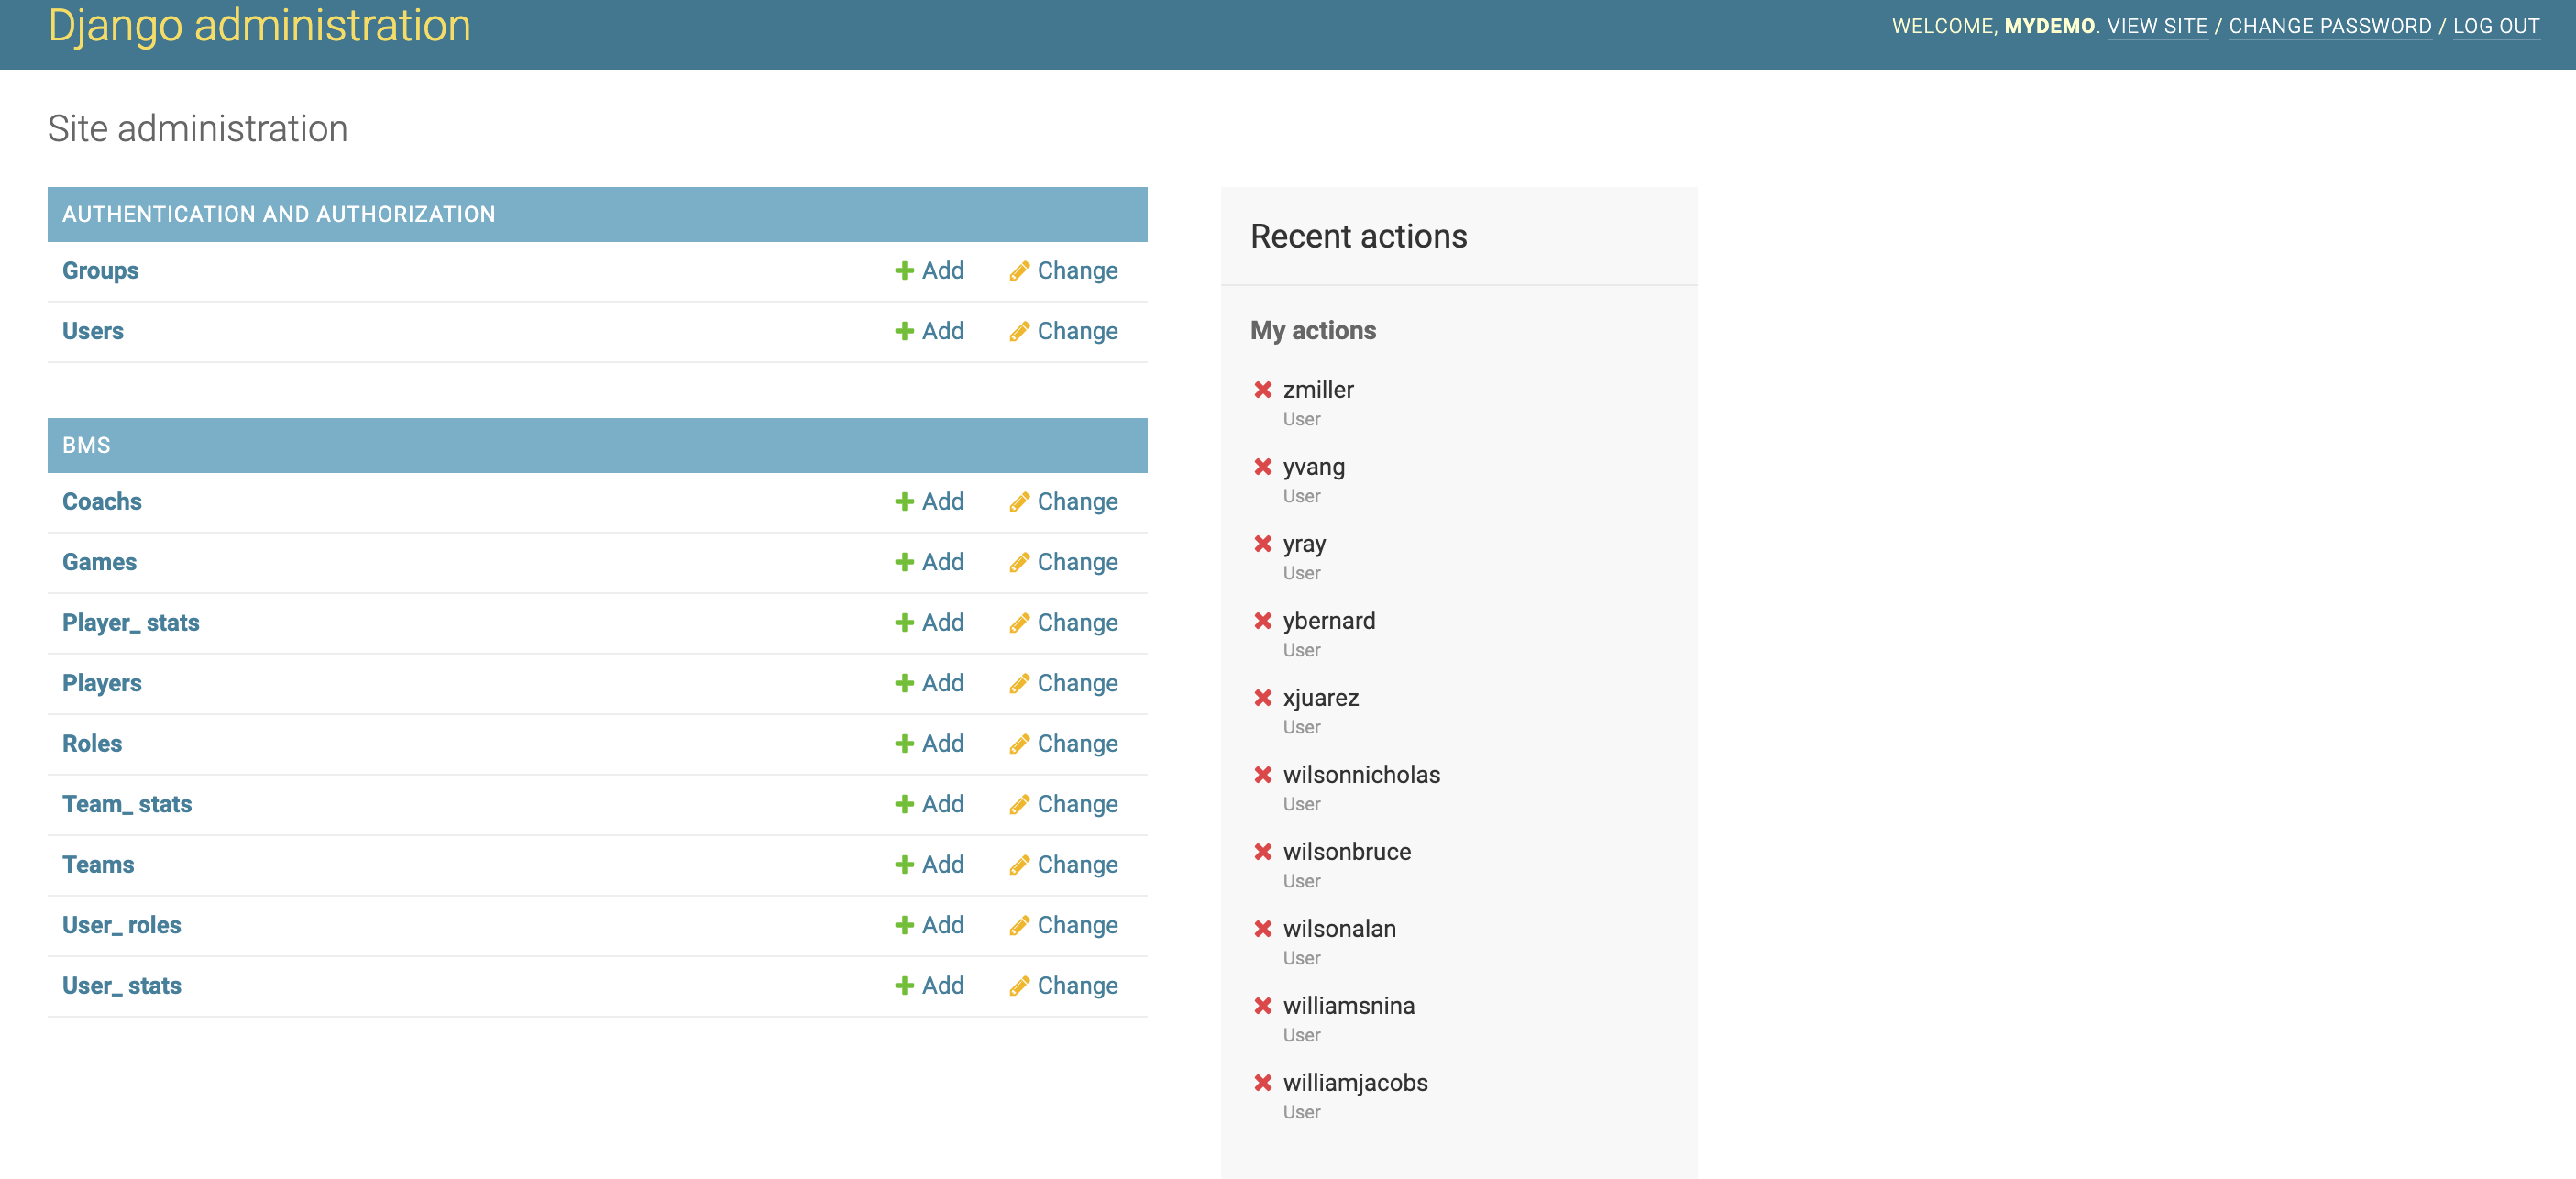 Django administration
WELCOME, MYDEMO. VIEW SITE / CHANGE PASSWORD / LOG OUT
Site administration
AUTHENTICATION AND AUTHORIZATION
Groups Add Change
Users Add Change
BMS
Coachs Add Change
Games Add Change
Player_ stats Add Change
Players Add Change
Roles Add Change
Team_ stats Add Change
Teams Add Change
User_ roles Add Change
User_ stats Add Change
Recent actions
My actions
zmiller
User
yvang
User
yray
User
ybernard
User
xjuarez
User
wilsonnicholas
User
wilsonbruce
User
wilsonalan
User
williamsnina
User
williamjacobs
User